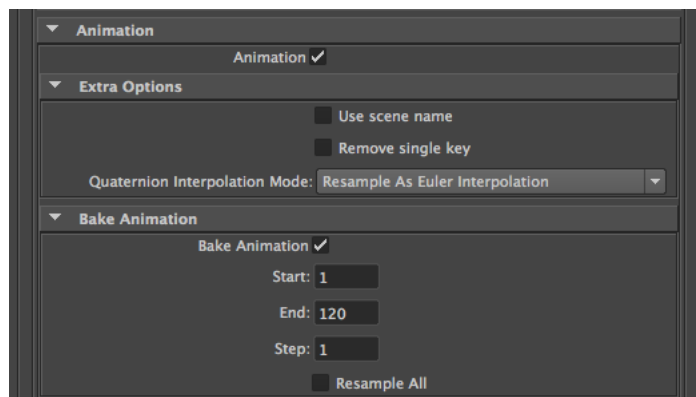 Animation
Animation
Extra Options
Use scene name
Remove single key
Quaternion Interpolation Mode: Resample As Euler Interpolation
Bake Animation
Bake Animation
Start: 1
End: 120
Step: 1
Resample All